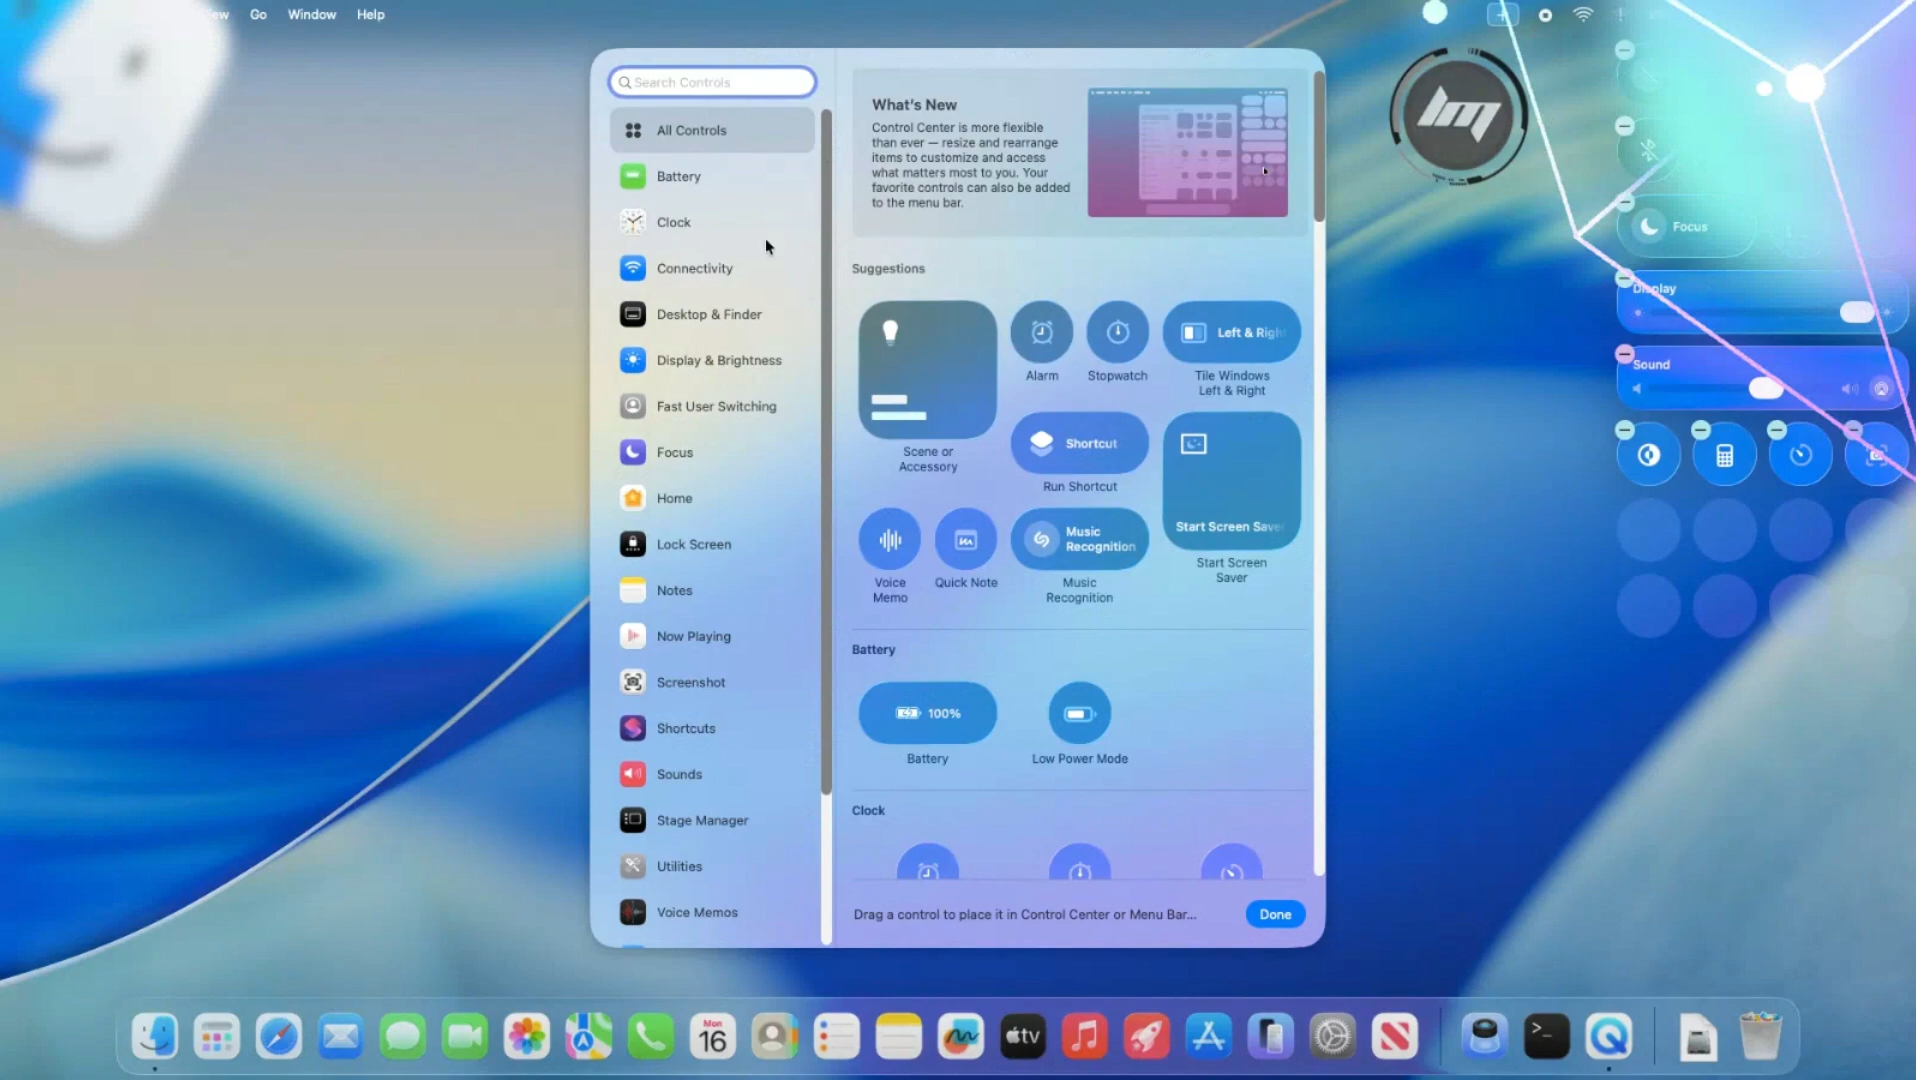 Go Window Help
Search Controls
All Controls
Battery
Clock
Connectivity
Desktop & Finder
Display & Brightness
Fast User Switching
Focus
Home
Lock Screen
Notes
Now Playing
Screenshot
Shortcuts
Sounds
Stage Manager
Utilities
Voice Memos
What's New
Control Center is more flexible
than ever — resize and rearrange
items to customize and access
what matters most to you. Your
favorite controls can also be added
to the menu bar.
Suggestions
Scene or
Accessory
Alarm
Stopwatch
Left & Righ
Tile Windows
Left & Right
Shortcut
Run Shortcut
Start Screen Save
Start Screen
Saver
Voice
Memo
Quick Note
Music
Recognition
Music
Recognition
Battery
100%
Battery
Low Power Mode
Clock
Drag a control to place it in Control Center or Menu Bar...
Done
Focus
Display
Sound
Mon
16
tv